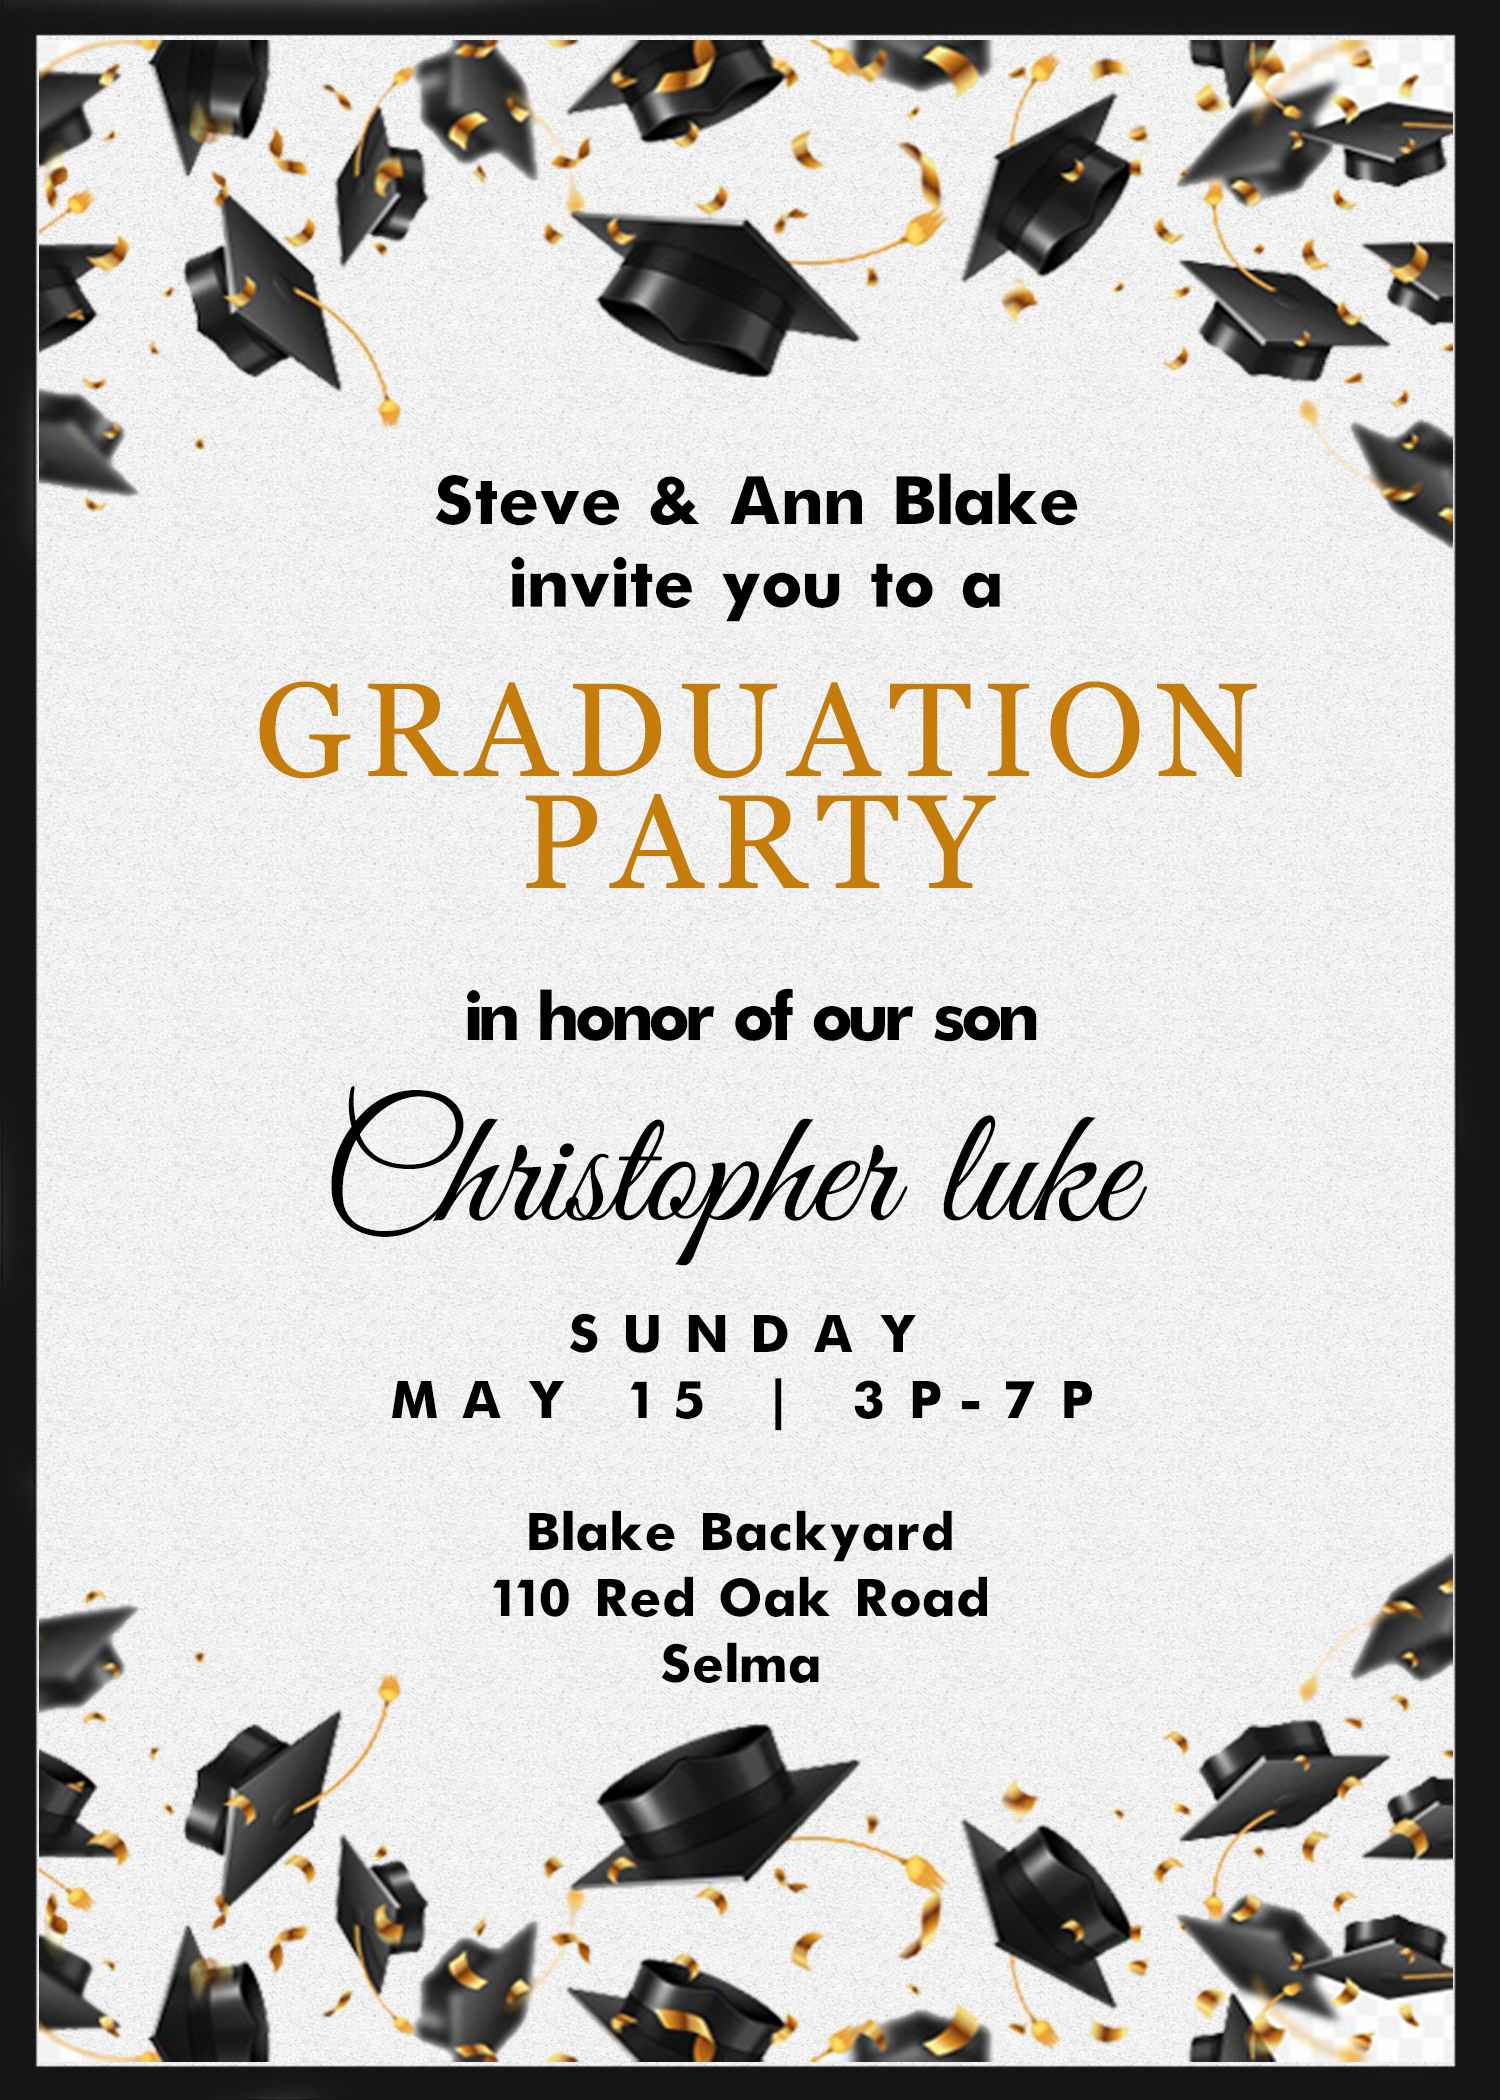 Steve & Ann Blake
invite you to a
GRADUATION
PARTY
in honor of our son
Christopher luke
SUNDAY
MAY 15 | 3P-7P
Blake Backyard
110 Red Oak Road
Selma